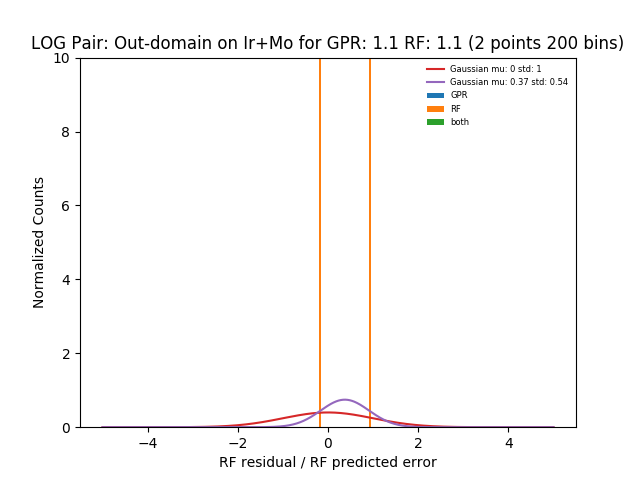 LOG Pair: Out-domain on Ir+Mo for GPR: 1.1 RF: 1.1 (2 points 200 bins)
10
8
6
4
2
0
Normalized Counts
Gaussian mu: 0 std: 1
Gaussian mu: 0.37 std: 0.54
GPR
RF
both
−4
−2
0
2
4
RF residual / RF predicted error